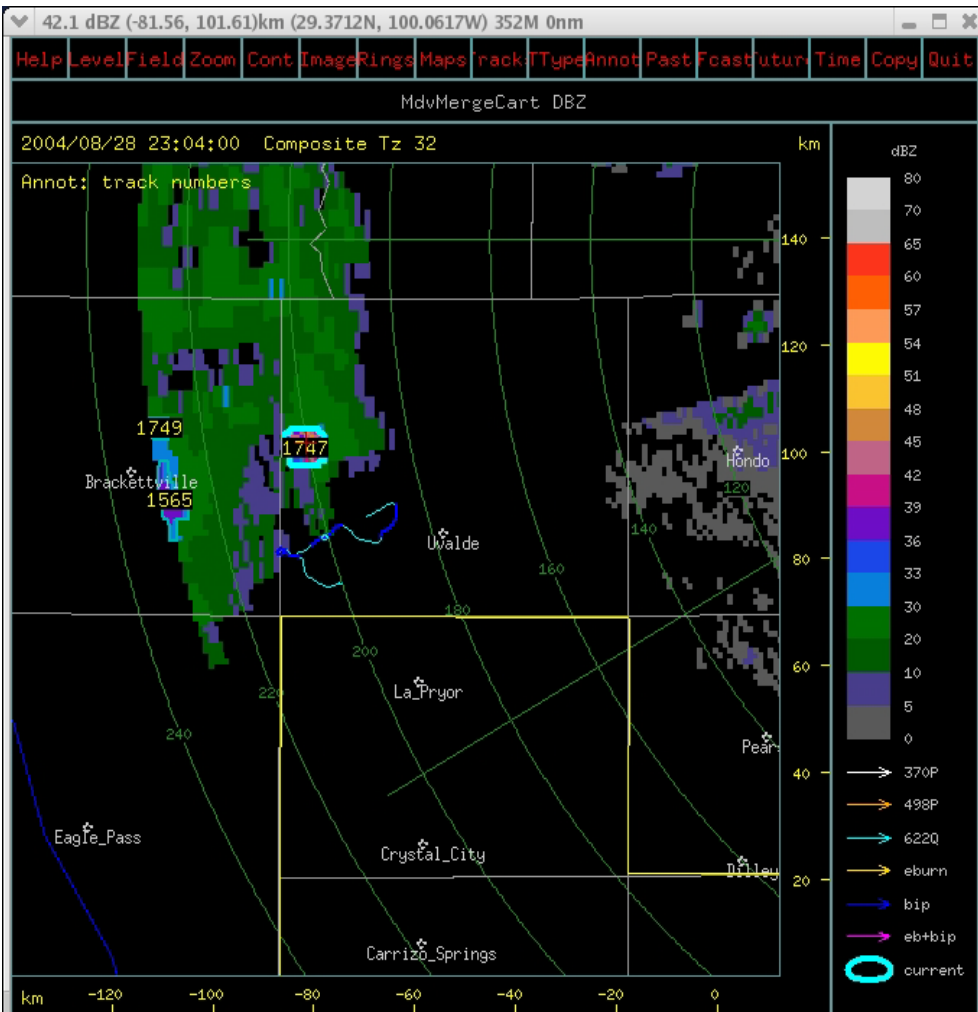 42.1 dBZ (-81.56, 101.61)km (29.3712N, 100.0617W) 352M 0nm
Help Level Field Zoom Cont Image Rings Maps Track TType Annot Past Fcast Futur Time Copy Quit
MdvMergeCart DBZ
2004/08/28 23:04:00 Composite Tz 32 km
dBZ
Annot: track numbers
80
70
65
60
57
54
51
48
45
42
39
36
33
30
20
10
5
0
140
120
100
80
60
40
20
1749
1747
Brackettville
1565
Hondo
120
140
Uvalde
160
180
200
La_Pryor
220
240
Pear
Eagle_Pass
Crystal_City
Dilley
Carrizo_Springs
370P
498P
622Q
eburn
bip
eb+bip
current
km -120 -100 -80 -60 -40 -20 0